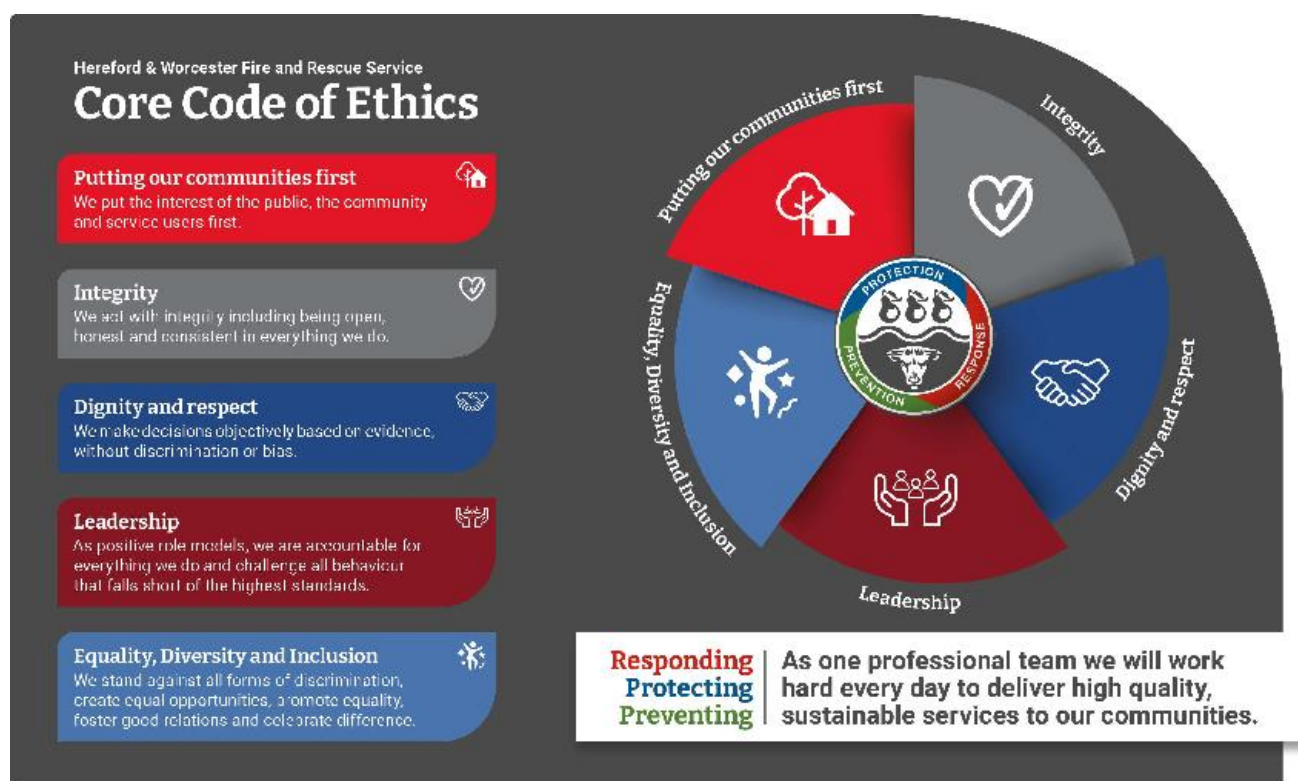 Hereford & Worcester Fire and Rescue Service
Core Code of Ethics
Putting our communities first
We put the interest of the public, the community
and service users first.
Integrity
We act with integrity including being open,
honest and consistent in everything we do.
Dignity and respect
We make decisions objectively based on evidence,
without discrimination or bias.
Leadership
As positive role models, we are accountable for
everything we do and challenge all behaviour
that falls short of the highest standards.
Equality, Diversity and Inclusion
We stand against all forms of discrimination,
create equal opportunities, promote equality,
foster good relations and celebrate difference.
Putting our communities first
Integrity
Dignity and respect
Leadership
Equality, Diversity and Inclusion
PROTECTION
RESPONSE
PREVENTION
Responding
Protecting
Preventing
As one professional team we will work
hard every day to deliver high quality,
sustainable services to our communities.